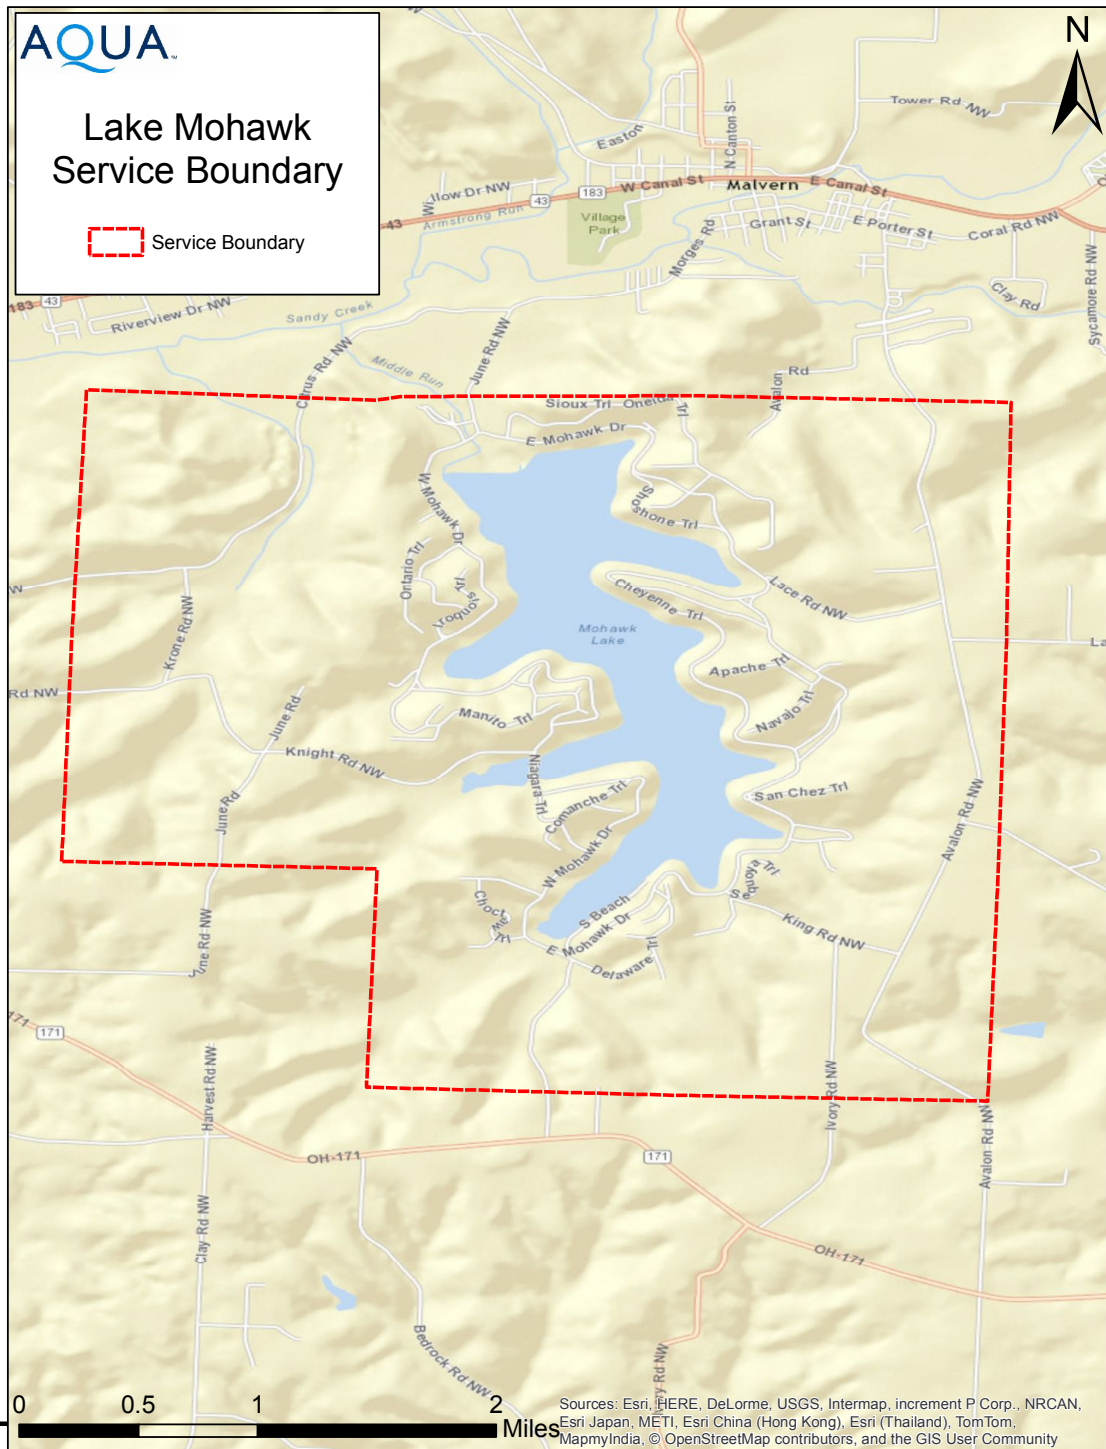 AQUA
Lake Mohawk
Service Boundary
Service Boundary
N
Tower Rd NW
N Canton St
Easton
W Canal St
183
Malvern
E Canal St
43
Armstrong Run
43
Village
Park
Grant St
E Porter St
Coral Rd NW
Morges Rd
Clay Rd
Sycamore Rd NW
183
43
Riverview Dr NW
Sandy Creek
Citrus Rd NW
Middle Run
June Rd NW
Avalon
Rd
Sioux Trl
Oneida
Trl
E Mohawk Dr
W Mohawk Dr
Shoshone Trl
Ontario Trl
Cheyenne Trl
Lace Rd NW
W
Krone Rd NW
Mohawk
Lake
La
Apache Trl
Rd NW
June Rd
Manito Trl
Navajo Trl
Knight Rd NW
Niagara Trl
San Chez Trl
June Rd
Comanche Trl
Avalon Rd NW
W Mohawk Dr
Choctaw
Trl
S Beach
E Mohawk Dr
King Rd NW
June Rd NW
Delaware Trl
171
171
Harvest Rd NW
Ivory Rd NW
Avalon Rd NW
OH-171
171
Clay Rd NW
OH-171
Bedrock Rd NW
Rd NW
0
0.5
1
2
Miles
Sources: Esri, HERE, DeLorme, USGS, Intermap, increment P Corp., NRCAN,
Esri Japan, METI, Esri China (Hong Kong), Esri (Thailand), TomTom,
MapmyIndia, © OpenStreetMap contributors, and the GIS User Community